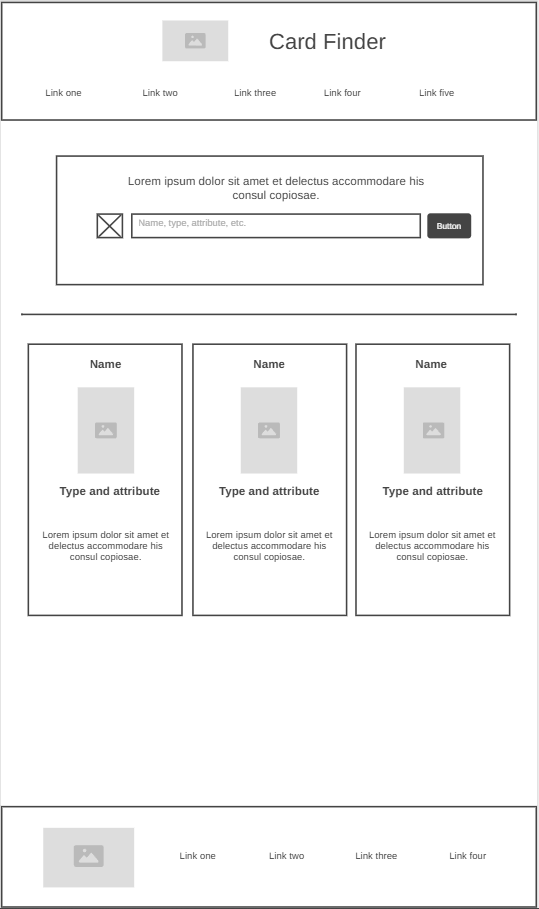 Card Finder
Link one
Link two
Link three
Link four
Link five
Lorem ipsum dolor sit amet et delectus accommodare his
consul copiosae.
Name, type, attribute, etc.
Button
Name
Type and attribute
Lorem ipsum dolor sit amet et
delectus accommodare his
consul copiosae.
Name
Type and attribute
Lorem ipsum dolor sit amet et
delectus accommodare his
consul copiosae.
Name
Type and attribute
Lorem ipsum dolor sit amet et
delectus accommodare his
consul copiosae.
Link one
Link two
Link three
Link four